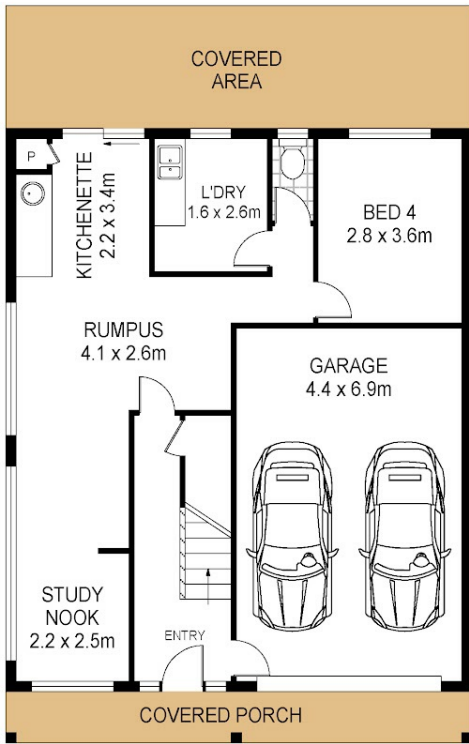 COVERED
AREA
P
KITCHENETTE
2.2 x 3.4m
L'DRY
1.6 x 2.6m
BED 4
2.8 x 3.6m
RUMPUS
4.1 x 2.6m
GARAGE
4.4 x 6.9m
STUDY
NOOK
2.2 x 2.5m
ENTRY
COVERED PORCH